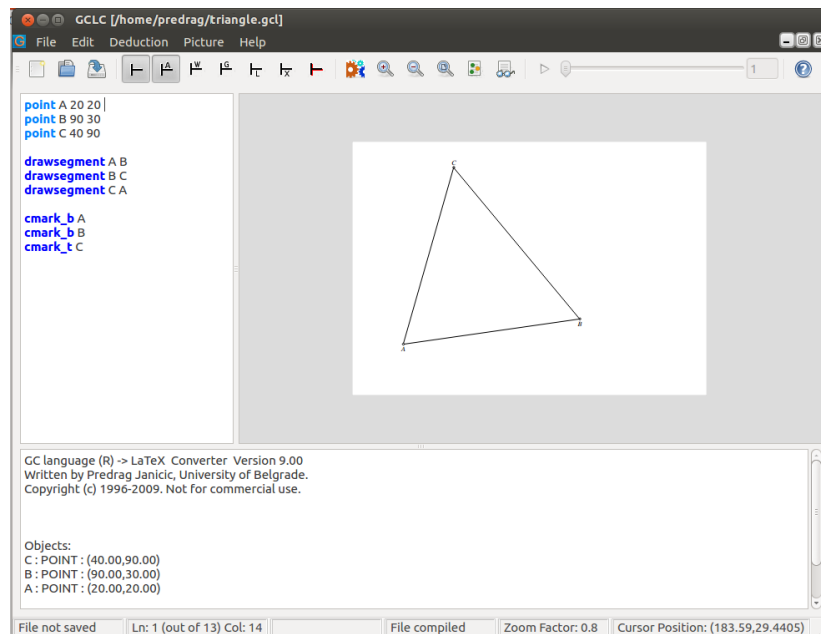 GCLC [/home/predrag/triangle.gcl]
File Edit Deduction Picture Help
A W G L X 1
point A 20 20
point B 90 30
point C 40 90
drawsegment A B
drawsegment B C
drawsegment C A
cmark_b A
cmark_b B
cmark_t C
C
B
A
GC language (R) -> LaTeX Converter Version 9.00
Written by Predrag Janicic, University of Belgrade.
Copyright (c) 1996-2009. Not for commercial use.
Objects:
C : POINT : (40.00,90.00)
B : POINT : (90.00,30.00)
A : POINT : (20.00,20.00)
File not saved Ln: 1 (out of 13) Col: 14 File compiled Zoom Factor: 0.8 Cursor Position: (183.59,29.4405)